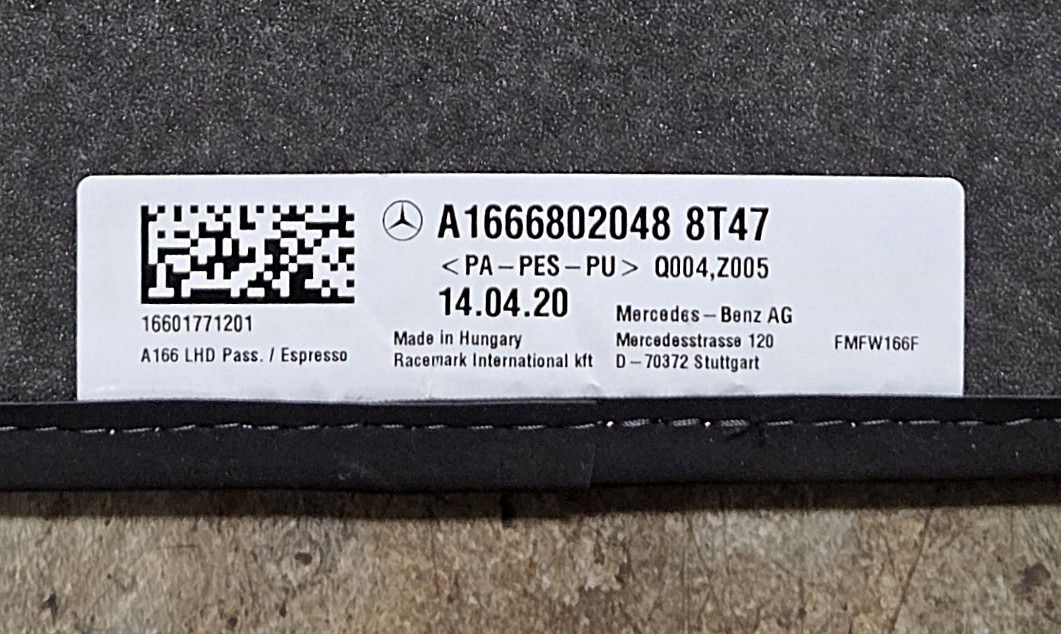 A1666802048 8T47
<PA-PES-PU> Q004,Z005
14.04.20
16601771201
A166 LHD Pass. / Espresso
Made in Hungary
Racemark International kft
Mercedes-Benz AG
Mercedesstrasse 120
D-70372 Stuttgart
FMFW166F